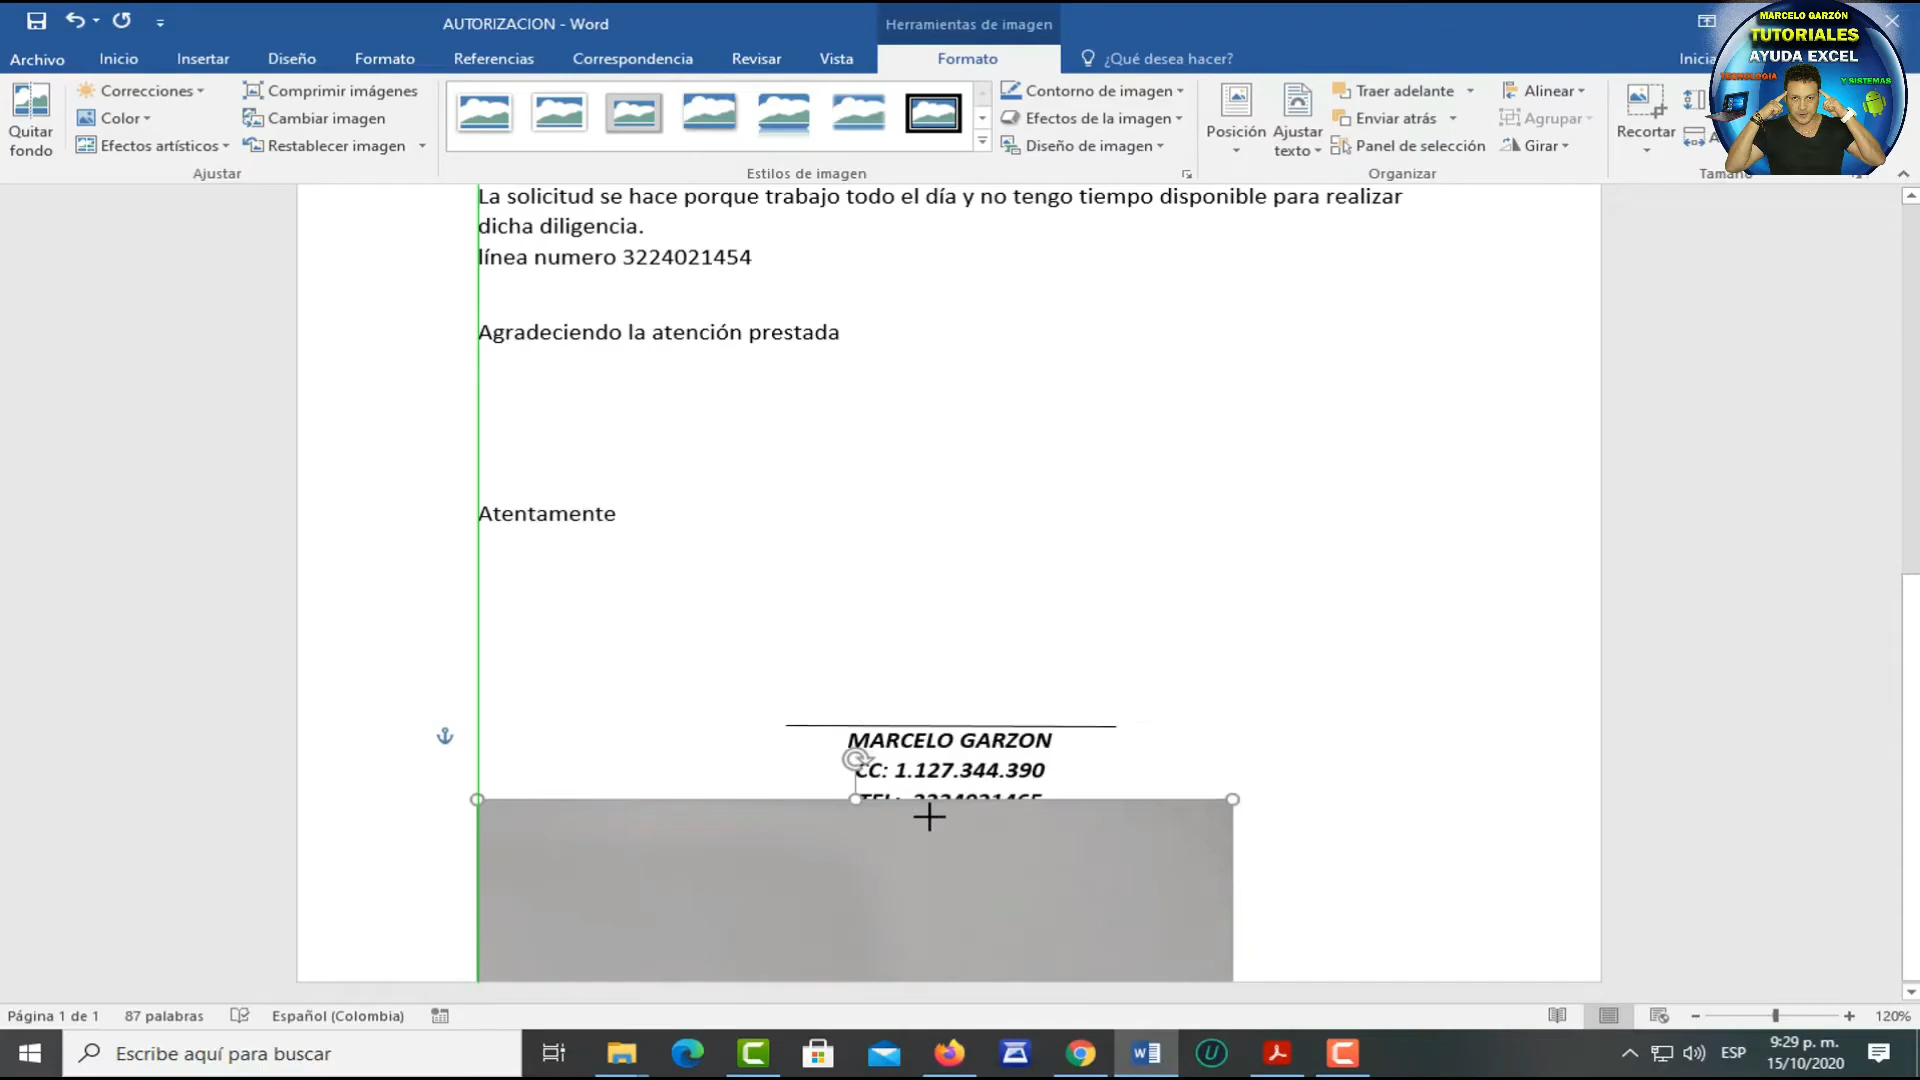 AUTORIZACION - Word
Herramientas de imagen
MARCELO GARZÓN
TUTORIALES
AYUDA EXCEL
TECNOLOGIA
Y SISTEMAS
Archivo
Inicio
Insertar
Diseño
Formato
Referencias
Correspondencia
Revisar
Vista
Formato
¿Qué desea hacer?
Quitar
fondo
Correcciones
Color
Efectos artísticos
Comprimir imágenes
Cambiar imagen
Restablecer imagen
Ajustar
Estilos de imagen
Contorno de imagen
Efectos de la imagen
Diseño de imagen
Posición
Ajustar
texto
Traer adelante
Enviar atrás
Panel de selección
Alinear
Agrupar
Girar
Organizar
Recortar
La solicitud se hace porque trabajo todo el día y no tengo tiempo disponible para realizar
dicha diligencia.
línea numero 3224021454
Agradeciendo la atención prestada
Atentamente
MARCELO GARZON
CC: 1.127.344.390
Página 1 de 1
87 palabras
Español (Colombia)
120%
Escribe aquí para buscar
ESP
9:29 p. m.
15/10/2020